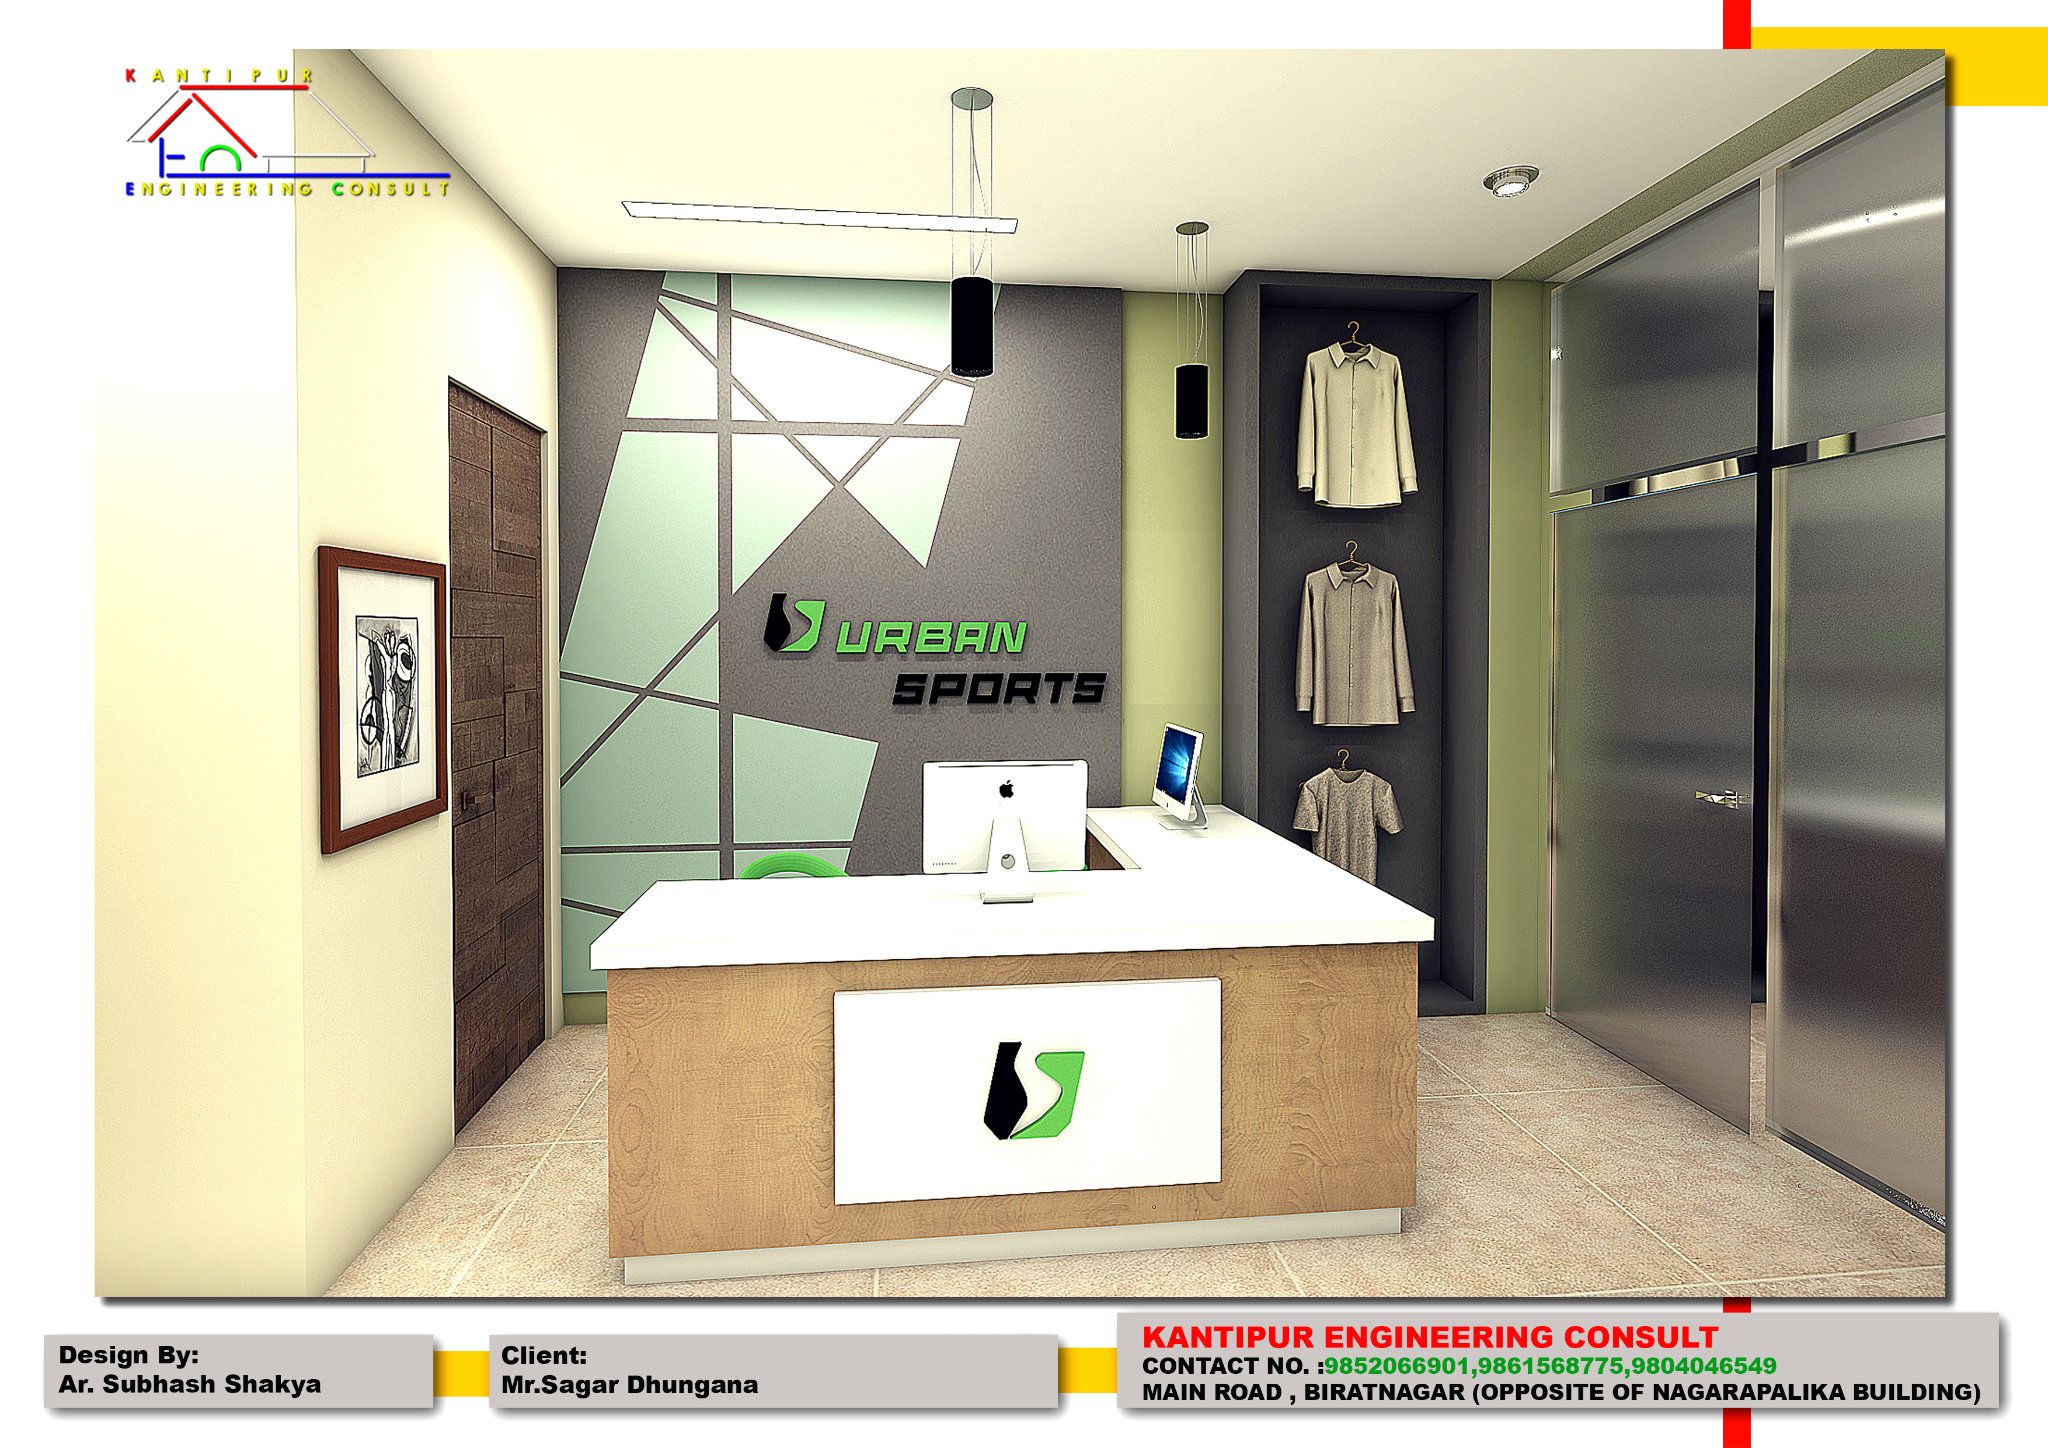 KANTIPUR
ENGINEERING CONSULT
URBAN
SPORTS
Design By:
Ar. Subhash Shakya
Client:
Mr.Sagar Dhungana
KANTIPUR ENGINEERING CONSULT
CONTACT NO. :9852066901,9861568775,9804046549
MAIN ROAD , BIRATNAGAR (OPPOSITE OF NAGARAPALIKA BUILDING)